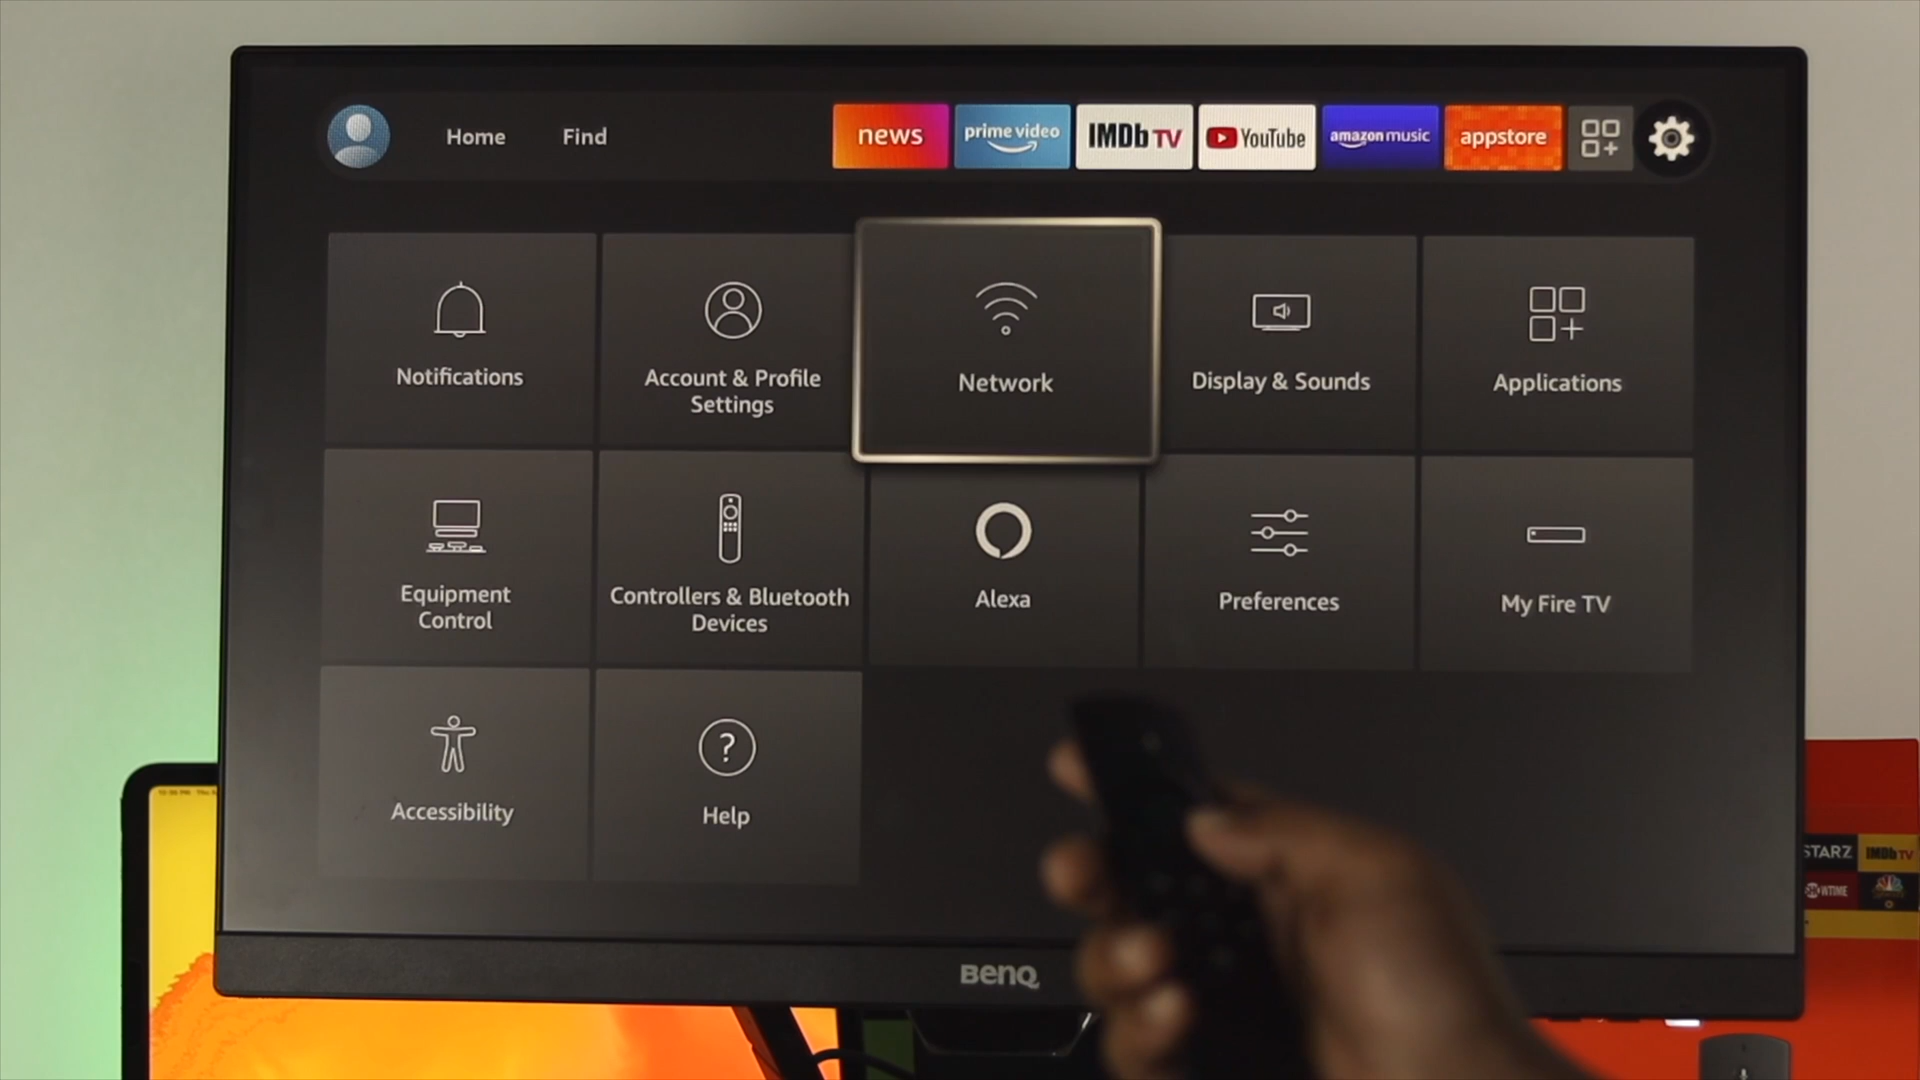 Home
Find
news
prime video
IMDb TV
YouTube
amazon music
appstore
Notifications
Account & Profile
Settings
Network
Display & Sounds
Applications
Equipment
Control
Controllers & Bluetooth
Devices
Alexa
Preferences
My Fire TV
Accessibility
?
Help
STARZ
IMDb TV
SHOWTIME
BenQ